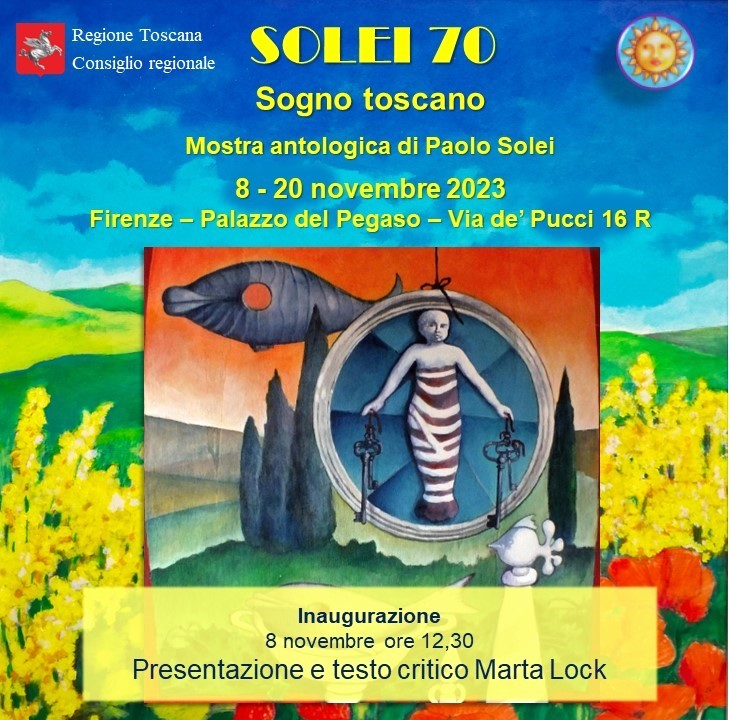 Regione Toscana
Consiglio regionale
SOLEI 70
Sogno toscano
Mostra antologica di Paolo Solei
8 - 20 novembre 2023
Firenze – Palazzo del Pegaso – Via de’ Pucci 16 R
Inaugurazione
8 novembre ore 12,30
Presentazione e testo critico Marta Lock